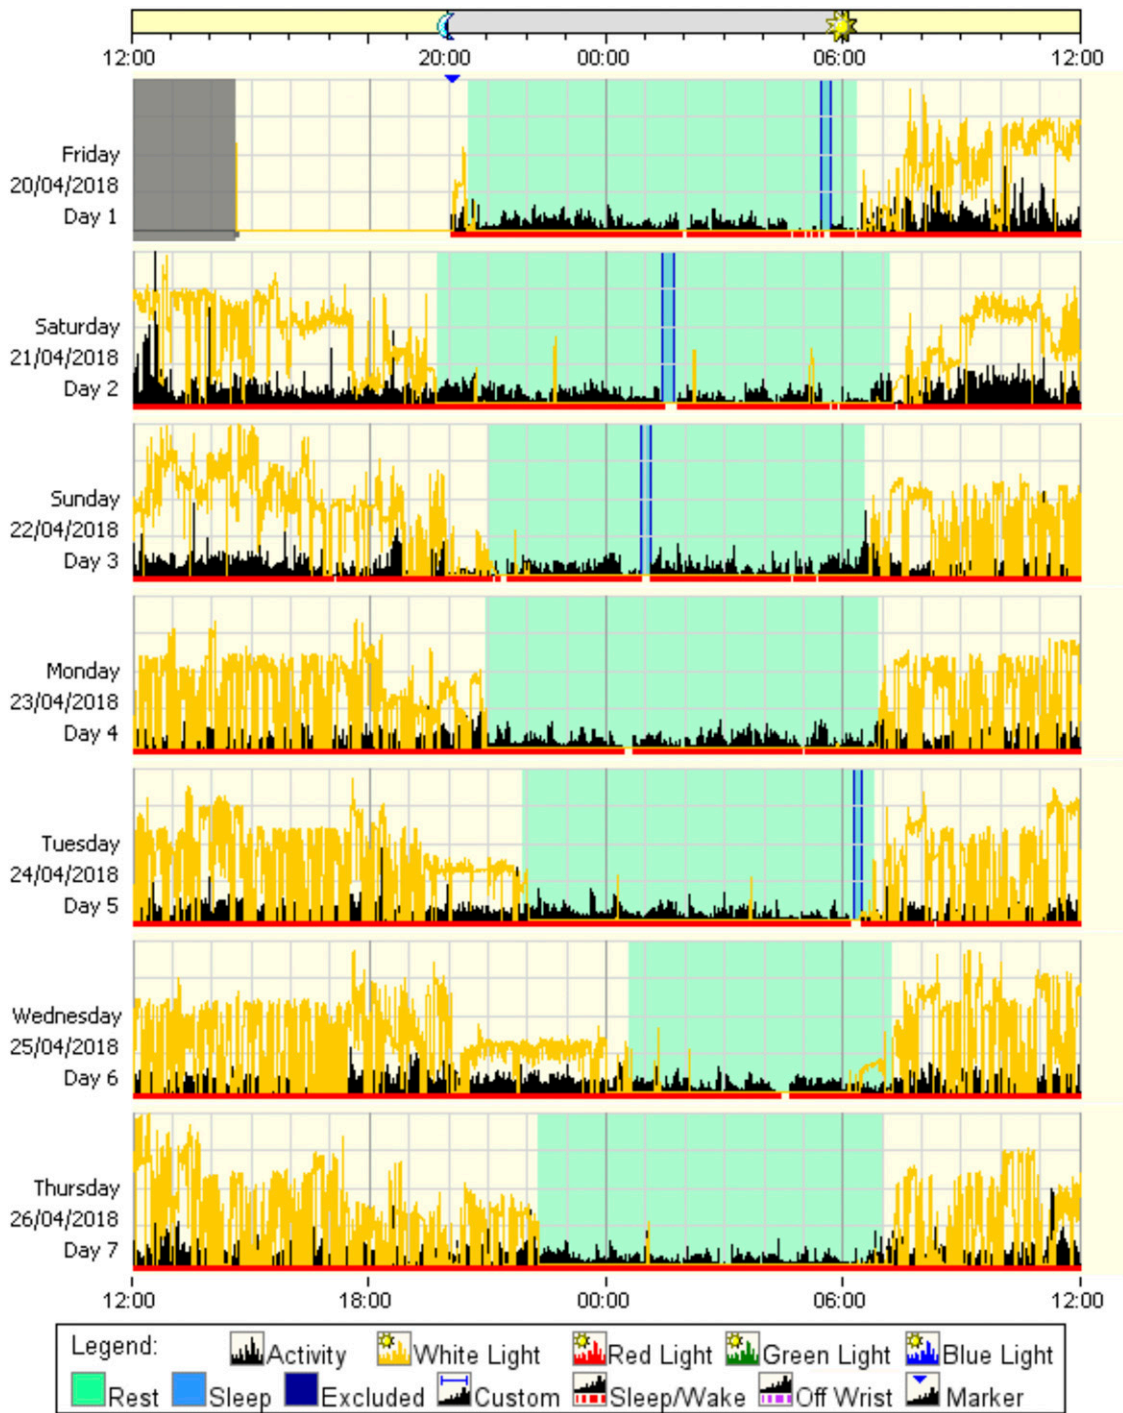 12:00 20:00 00:00 06:00 12:00
Friday
20/04/2018
Day 1
Saturday
21/04/2018
Day 2
Sunday
22/04/2018
Day 3
Monday
23/04/2018
Day 4
Tuesday
24/04/2018
Day 5
Wednesday
25/04/2018
Day 6
Thursday
26/04/2018
Day 7
12:00 18:00 00:00 06:00 12:00
Legend: Activity White Light Red Light Green Light Blue Light
Rest Sleep Excluded Custom Sleep/Wake Off Wrist Marker